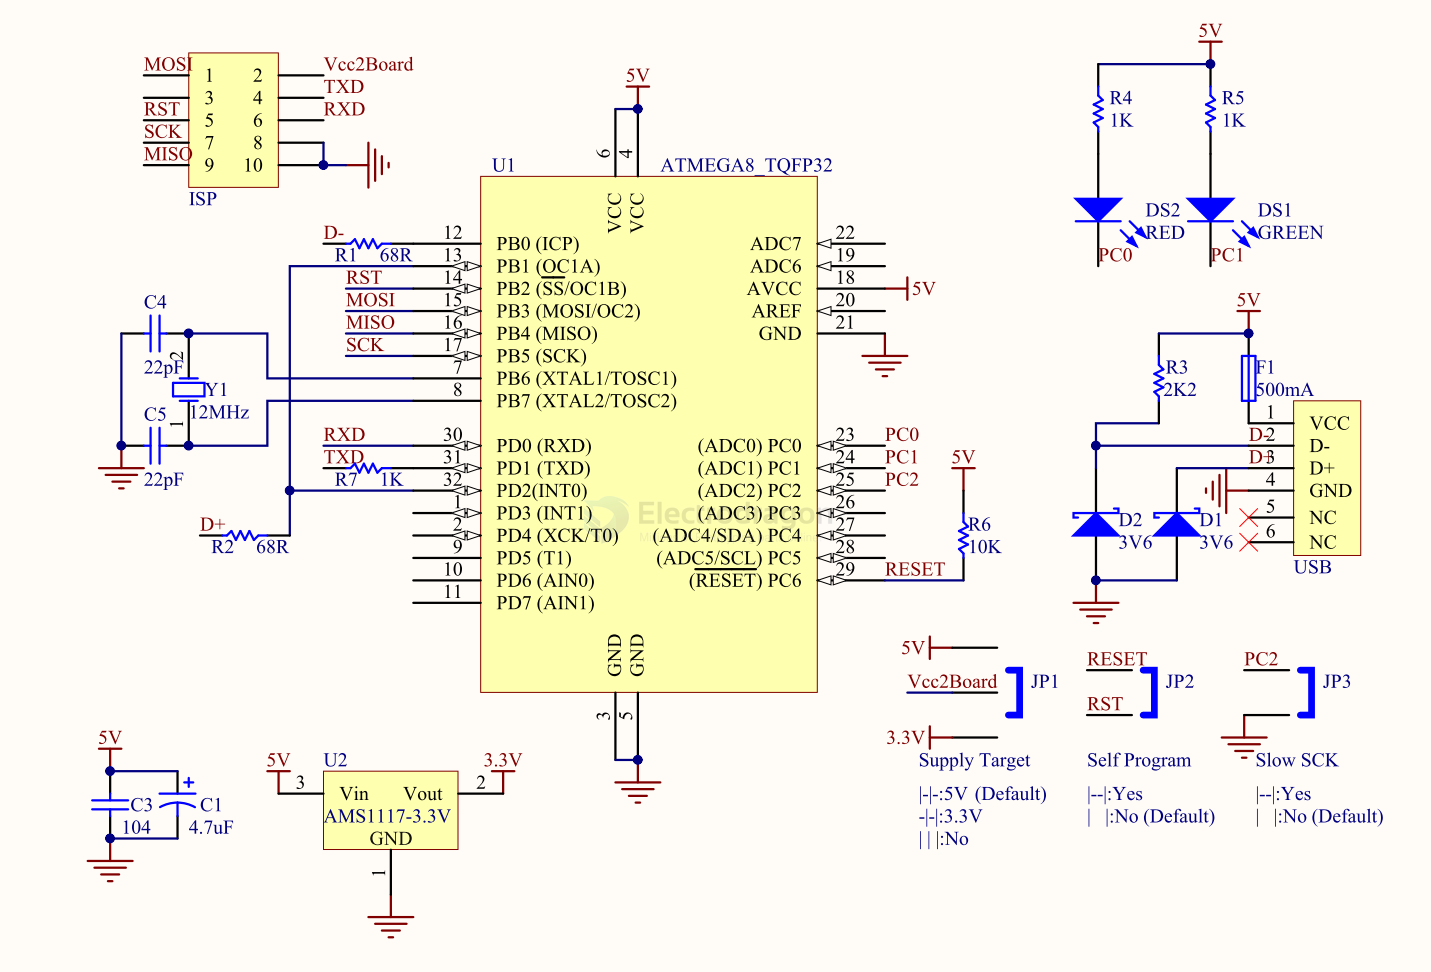 MOSI 1 2 Vcc2Board
3 4 TXD
RST 5 6 RXD
SCK 7 8
MISO 9 10
ISP
5V
6 4
U1 ATMEGA8_TQFP32
VCC VCC
D- R1 68R 12 PB0 (ICP)
13 PB1 (OC1A)
RST 14 PB2 (SS/OC1B)
MOSI 15 PB3 (MOSI/OC2)
MISO 16 PB4 (MISO)
SCK 17 PB5 (SCK)
7 PB6 (XTAL1/TOSC1)
8 PB7 (XTAL2/TOSC2)
RXD 30 PD0 (RXD)
TXD R7 1K 31 PD1 (TXD)
32 PD2(INT0)
1 PD3 (INT1)
2 PD4 (XCK/T0)
9 PD5 (T1)
10 PD6 (AIN0)
11 PD7 (AIN1)
D+ R2 68R
C4
22pF
2
Y1
12MHz
1
C5
22pF
ADC7 22
ADC6 19
AVCC 18 5V
AREF 20
GND 21
(ADC0) PC0 23 PC0
(ADC1) PC1 24 PC1
(ADC2) PC2 25 PC2
(ADC3) PC3 26
(ADC4/SDA) PC4 27
(ADC5/SCL) PC5 28
(RESET) PC6 29 RESET
Electrodragon
GND GND
3 5
5V
R6
10K
5V
R4 R5
1K 1K
DS2 DS1
RED GREEN
PC0 PC1
5V
R3 F1
2K2 500mA
1 VCC
D- 2 D-
D+ 3 D+
4 GND
5 NC
6 NC
USB
D2 D1
3V6 3V6
5V
Vcc2Board JP1
3.3V
Supply Target
|-|-:5V (Default)
-|-|:3.3V
| | |:No
RESET
JP2
RST
Self Program
|--|:Yes
| |:No (Default)
PC2
JP3
Slow SCK
|--|:Yes
| |:No (Default)
5V
+
C3 C1
104 4.7uF
5V U2 3.3V
3 Vin Vout 2
AMS1117-3.3V
GND
1